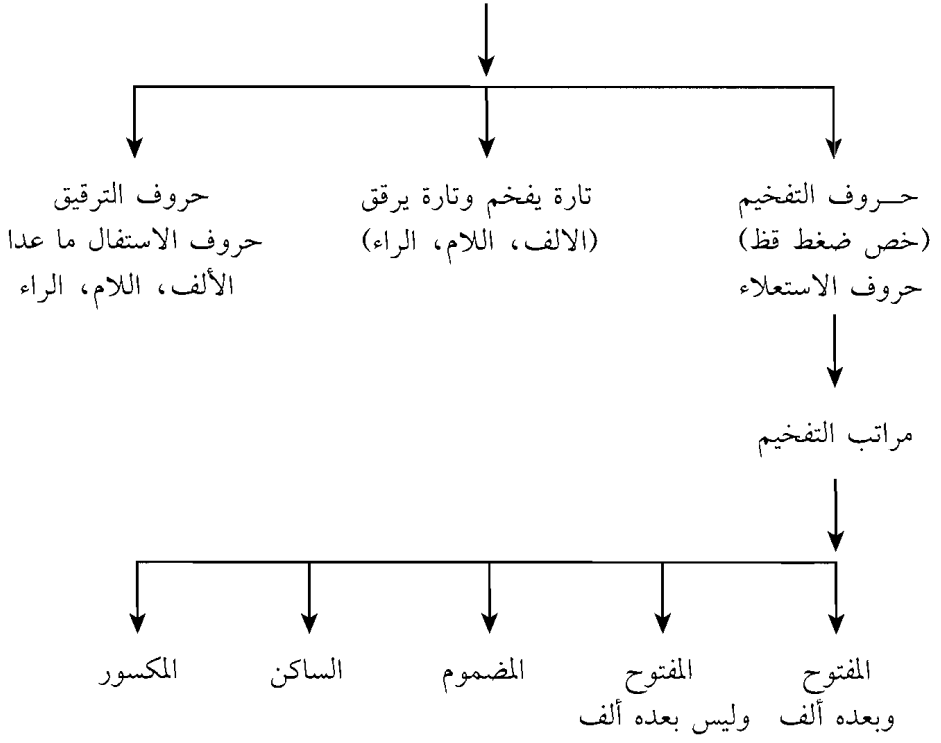 حـــروف التفخيم
(خص ضغط قظ)
حروف الاستعلاء
تارة يفخم وتارة يرقق
(الالف، اللام، الراء)
حروف الترقيق
حروف الاستفال ما عدا
الألف، اللام، الراء
مراتب التفخيم
المفتوح
وبعده ألف
المفتوح
وليس بعده ألف
المضموم
الساكن
المكسور